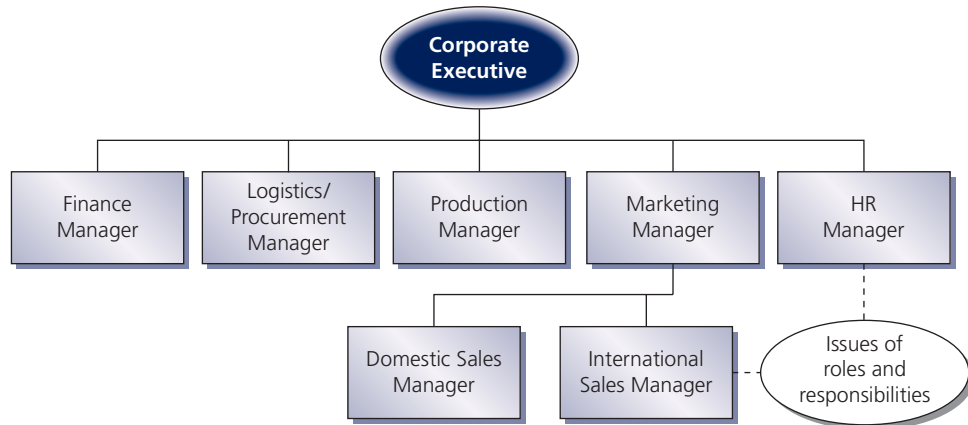 Corporate
Executive
Finance
Manager
Logistics/
Procurement
Manager
Production
Manager
Marketing
Manager
HR
Manager
Domestic Sales
Manager
International
Sales Manager
Issues of
roles and
responsibilities